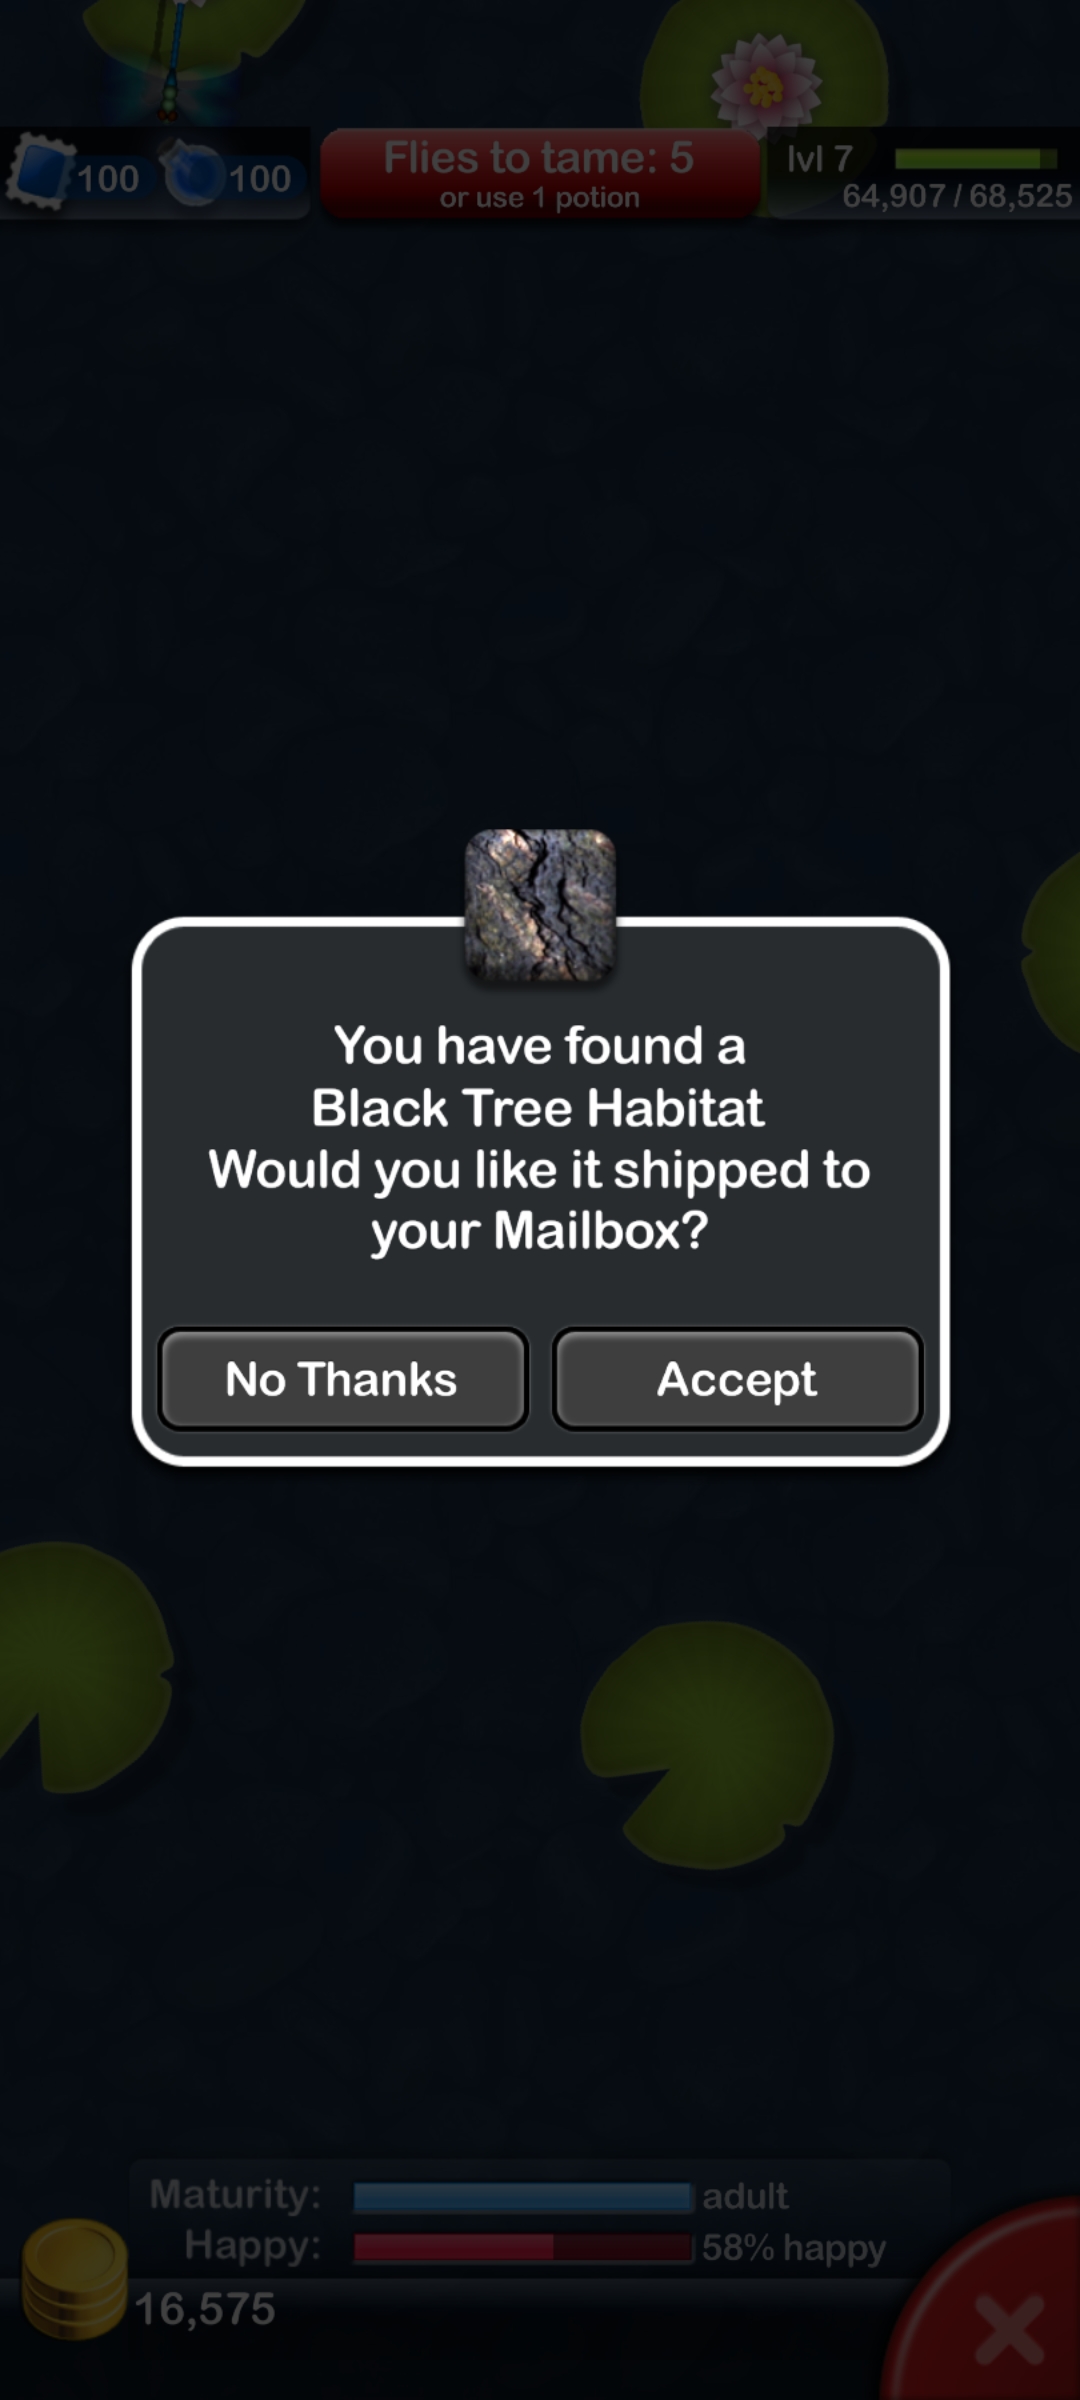 100
100
Flies to tame: 5
or use 1 potion
lvl 7
64,907 / 68,525
You have found a
Black Tree Habitat
Would you like it shipped to
your Mailbox?
No Thanks
Accept
Maturity:
adult
Happy:
58% happy
16,575